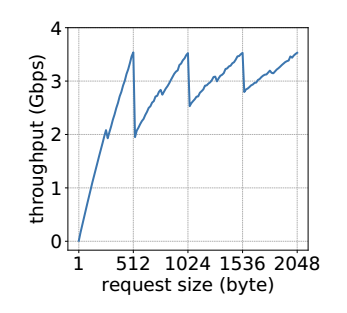 throughput (Gbps)
4
3
2
1
0
1 512 1024 1536 2048
request size (byte)